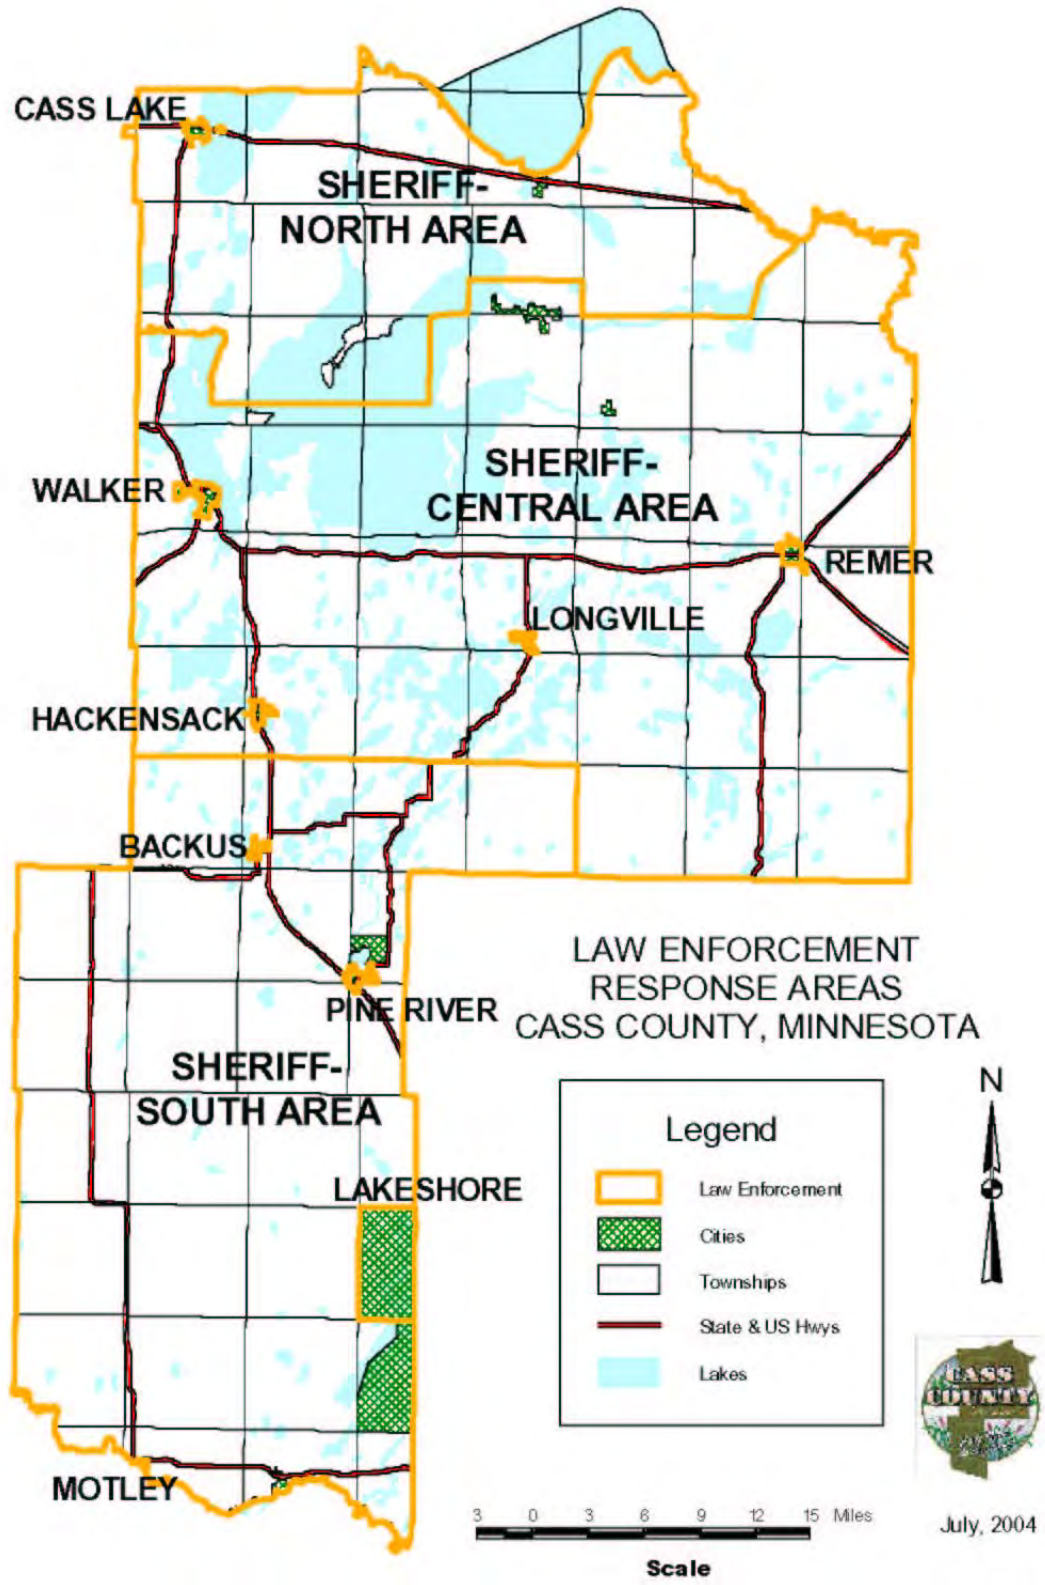 CASS LAKE
SHERIFF-
NORTH AREA
WALKER
SHERIFF-
CENTRAL AREA
REMER
LONGVILLE
HACKENSACK
BACKUS
PINE RIVER
SHERIFF-
SOUTH AREA
LAKESHORE
MOTLEY
LAW ENFORCEMENT
RESPONSE AREAS
CASS COUNTY, MINNESOTA
N
Legend
Law Enforcement
Cities
Townships
State & US Hwys
Lakes
CASS
COUNTY
3 0 3 6 9 12 15 Miles
Scale
July, 2004